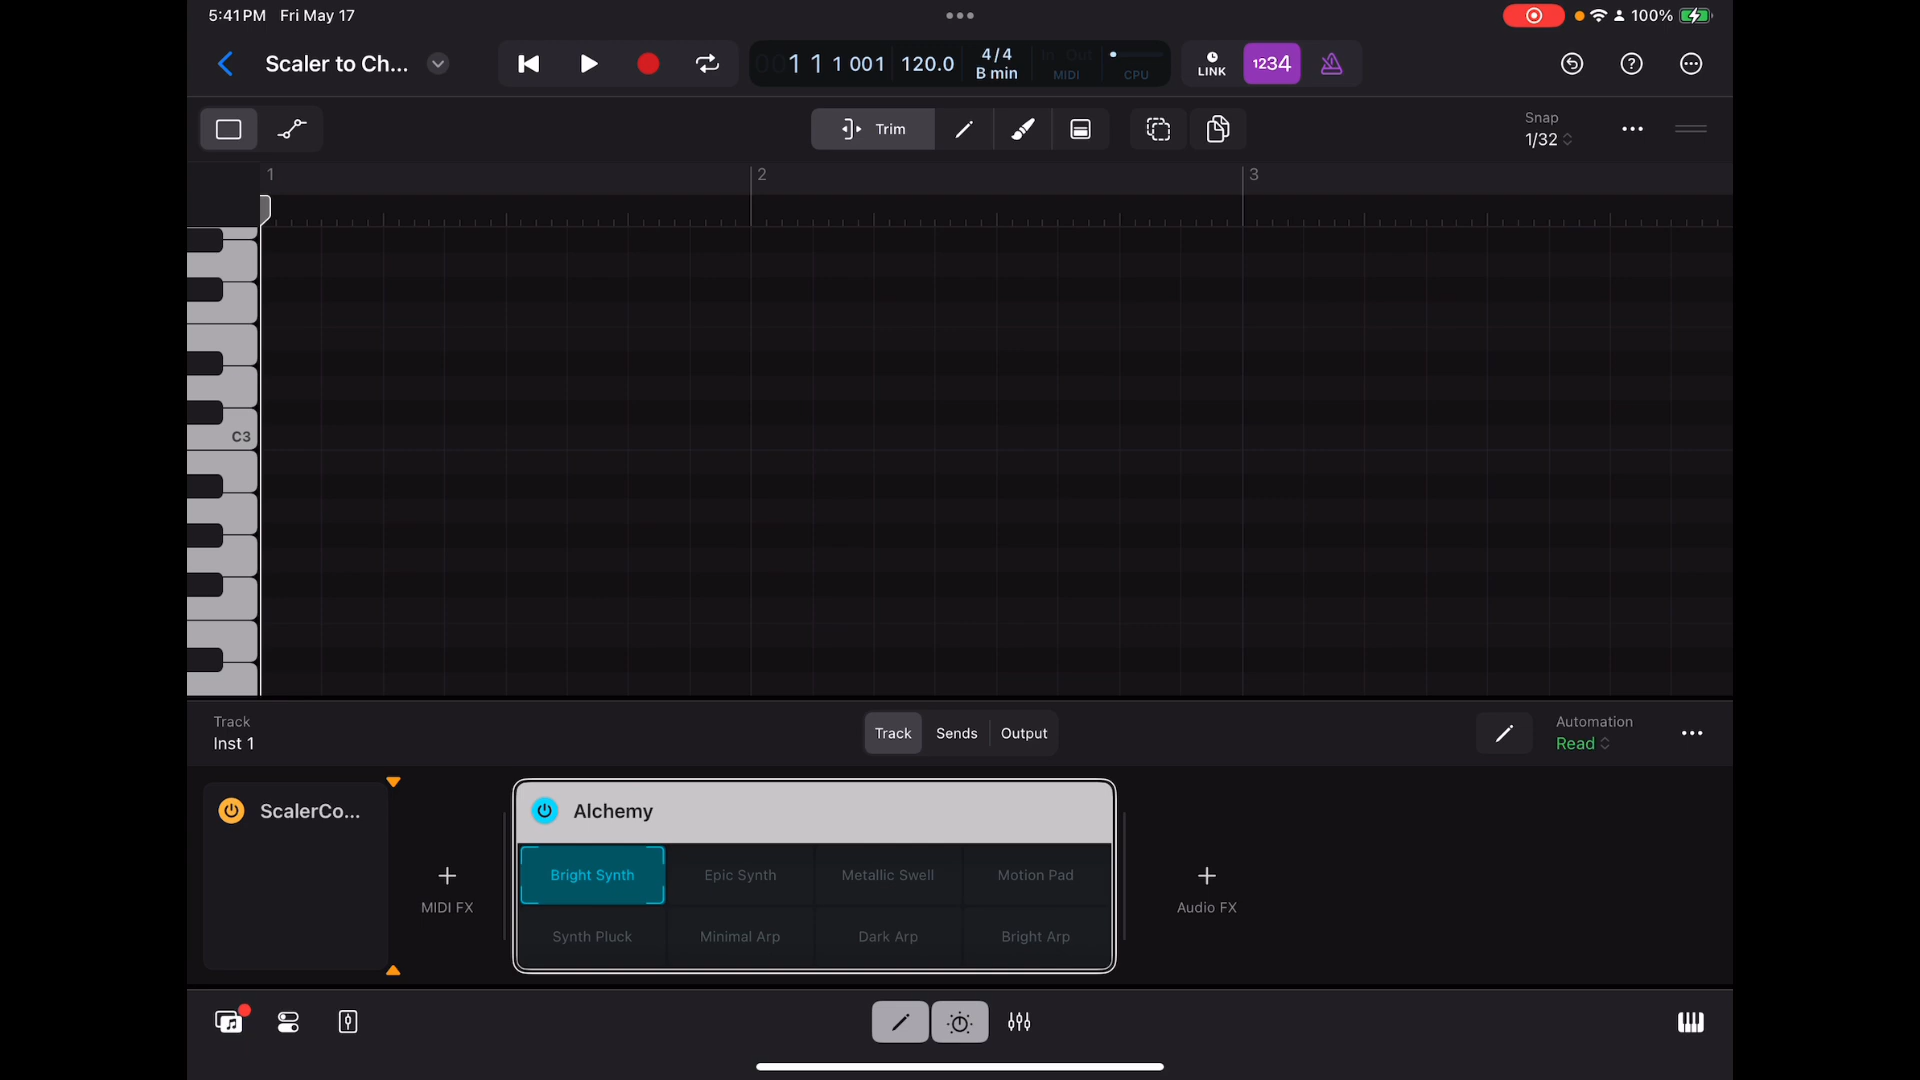 5:41 PM Fri May 17
100%
Scaler to Ch...
001 1 1 001
120.0
4/4
B min
In Out
MIDI
CPU
LINK
1234
Trim
Snap
1/32
1
2
3
C3
Track
Inst 1
Track
Sends
Output
Automation
Read
ScalerCo...
MIDI FX
Alchemy
Bright Synth
Epic Synth
Metallic Swell
Motion Pad
Synth Pluck
Minimal Arp
Dark Arp
Bright Arp
Audio FX